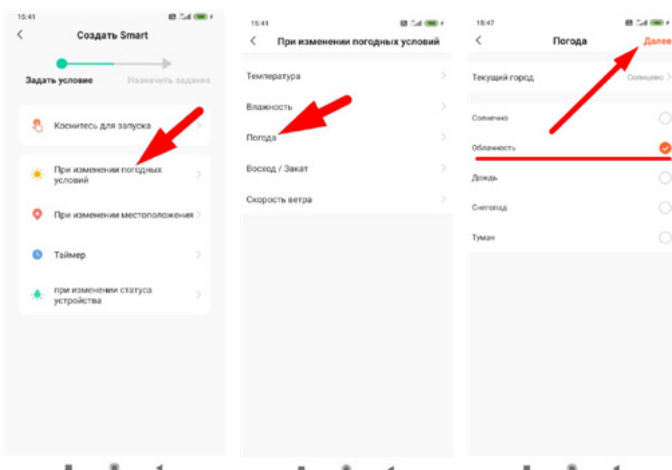 15:41
Создать Smart
Задать условие
Назначить задание
Коснитесь для запуска
При изменении погодных
условий
При изменении местоположения
Таймер
при изменении статуса
устройства
15:41
При изменении погодных условий
Температура
Влажность
Погода
Восход / Закат
Скорость ветра
15:47
Погода
Далее
Текущий город
Солнцево
Солнечно
Облачность
Дождь
Снегопад
Туман